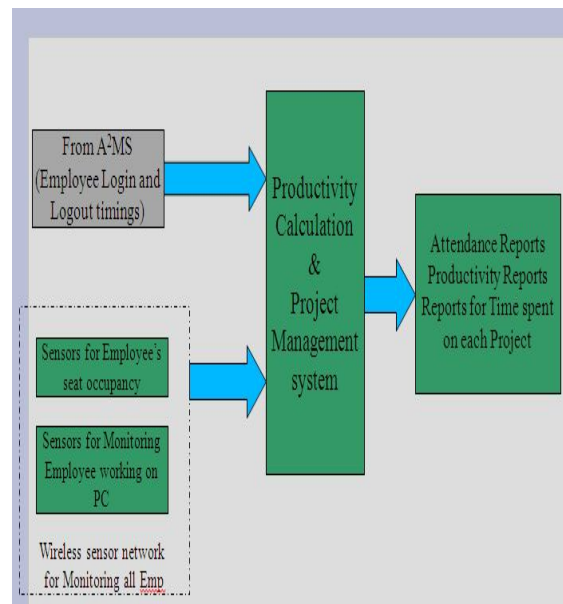 From A²MS
(Employee Login and
Logout timings)
Productivity
Calculation
&
Project
Management
system
Attendance Reports
Productivity Reports
Reports for Time spent
on each Project
Sensors for Employee's
seat occupancy
Sensors for Monitoring
Employee working on
PC
Wireless sensor network
for Monitoring all Emp